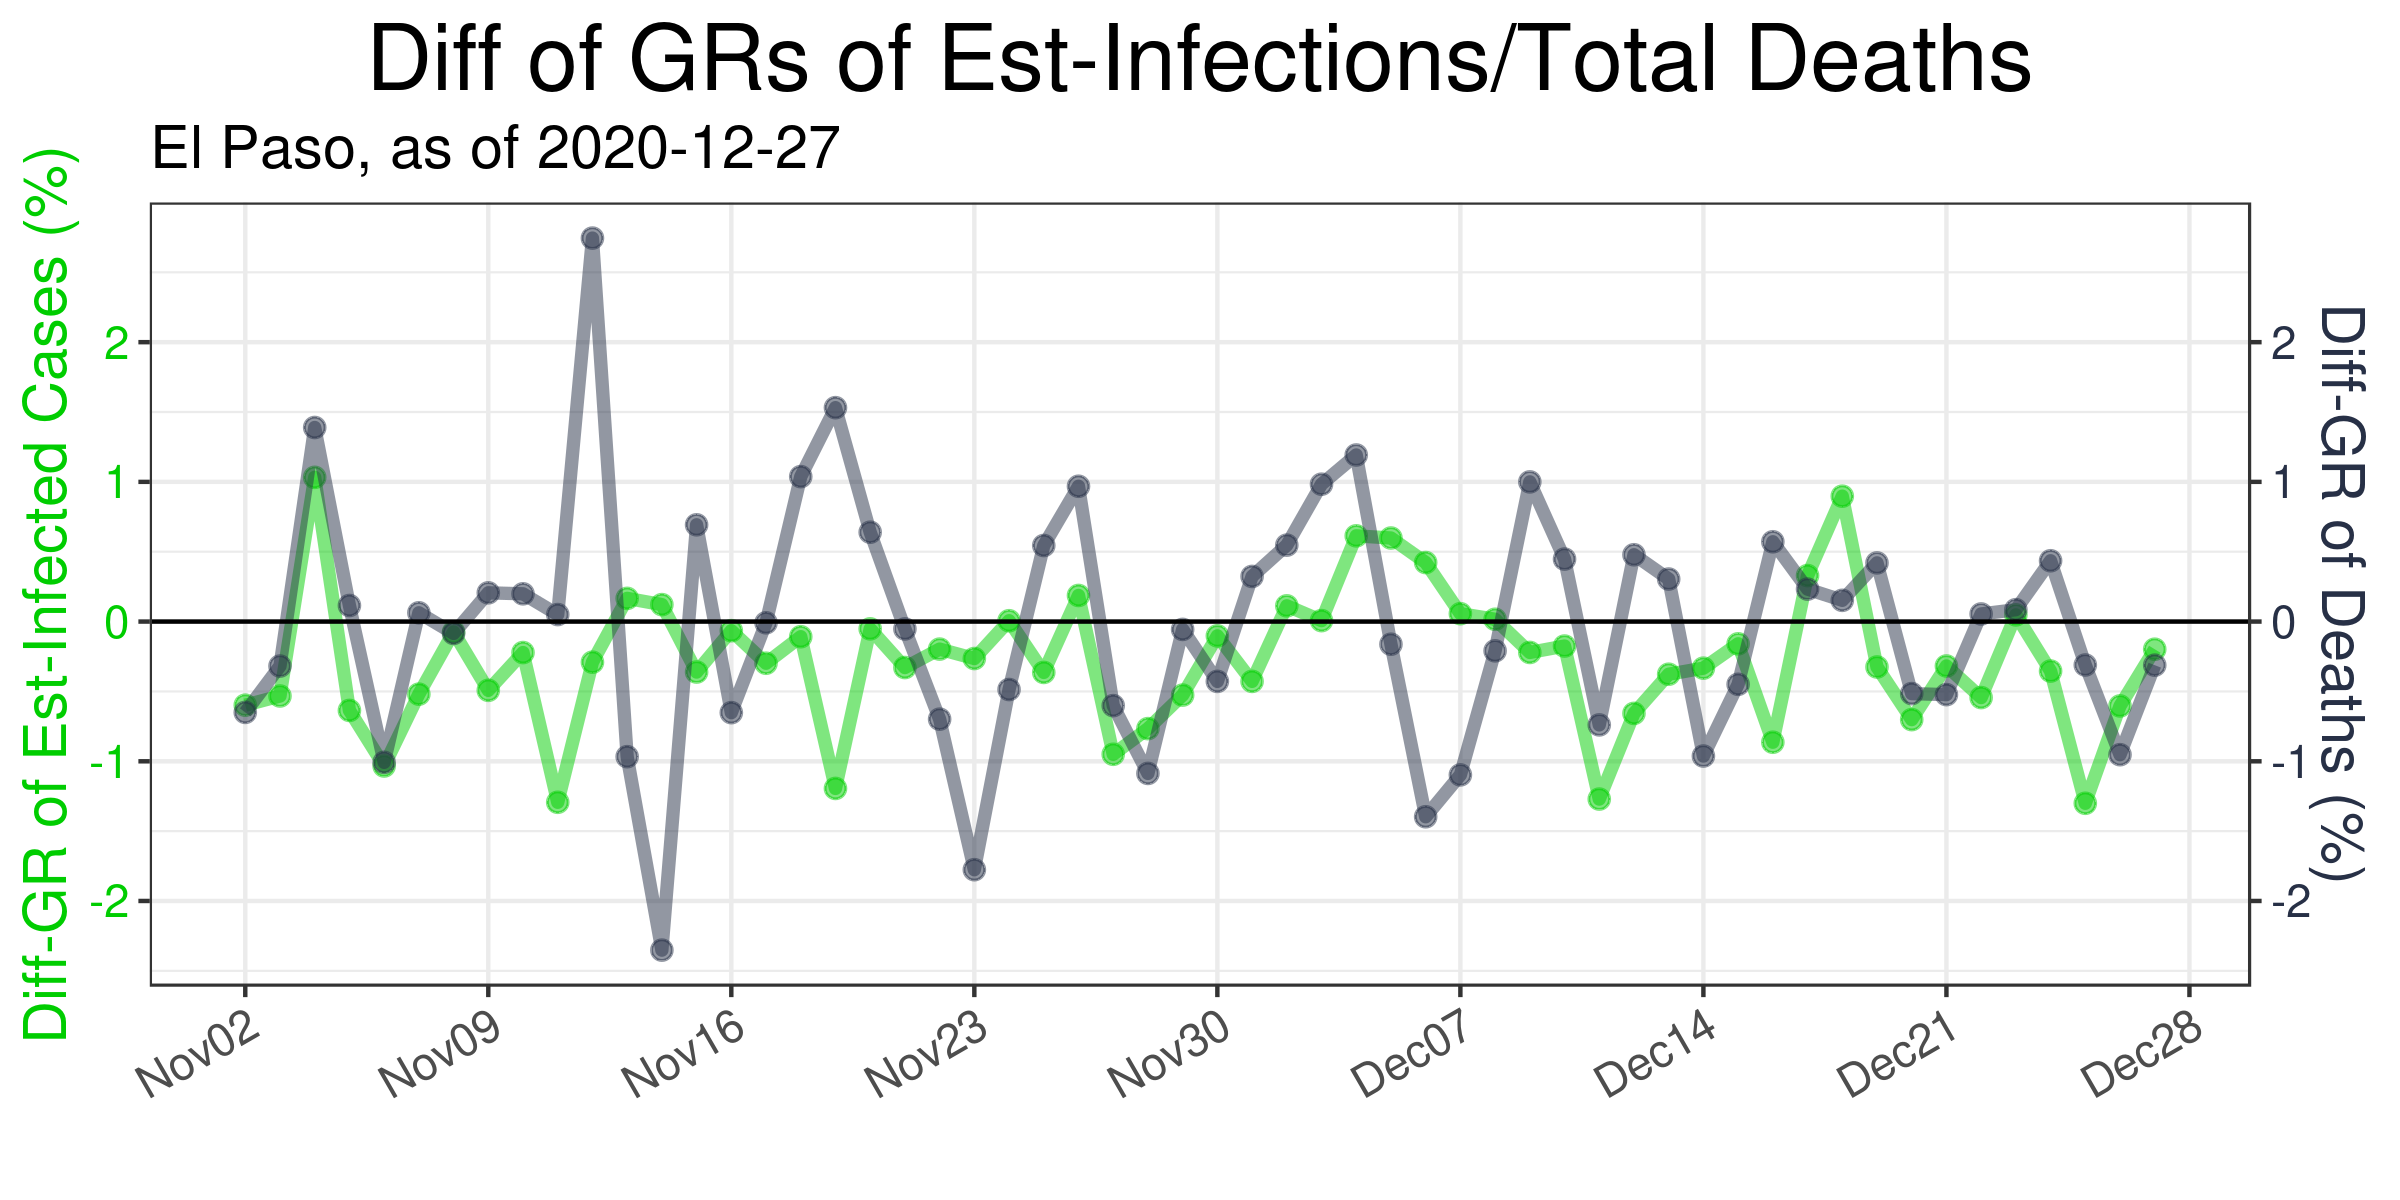 Diff of GRs of Est-Infections/Total Deaths
El Paso, as of 2020-12-27
Diff-GR of Est-Infected Cases (%)
2
1
0
-1
-2
2
1
0
-1
-2
Diff-GR of Deaths (%)
Nov02
Nov09
Nov16
Nov23
Nov30
Dec07
Dec14
Dec21
Dec28